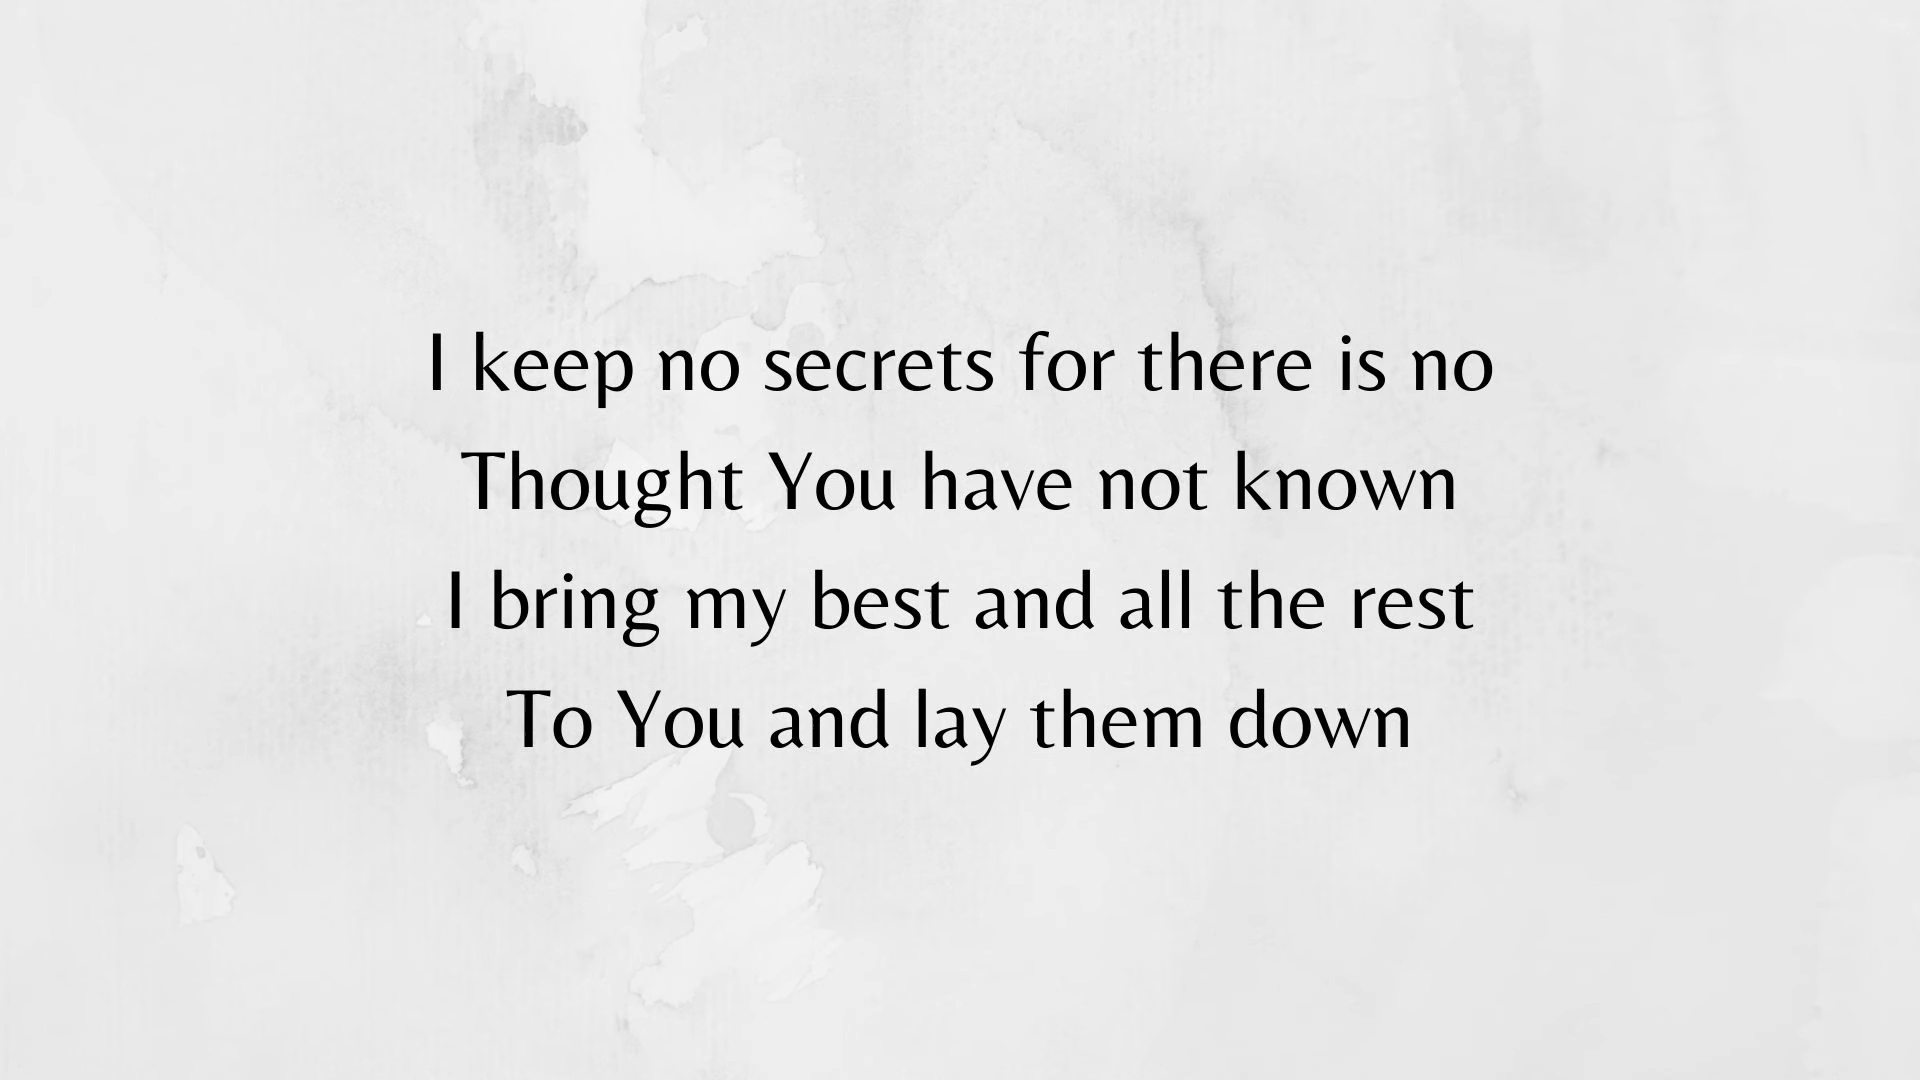 I keep no secrets for there is no
Thought You have not known
I bring my best and all the rest
To You and lay them down